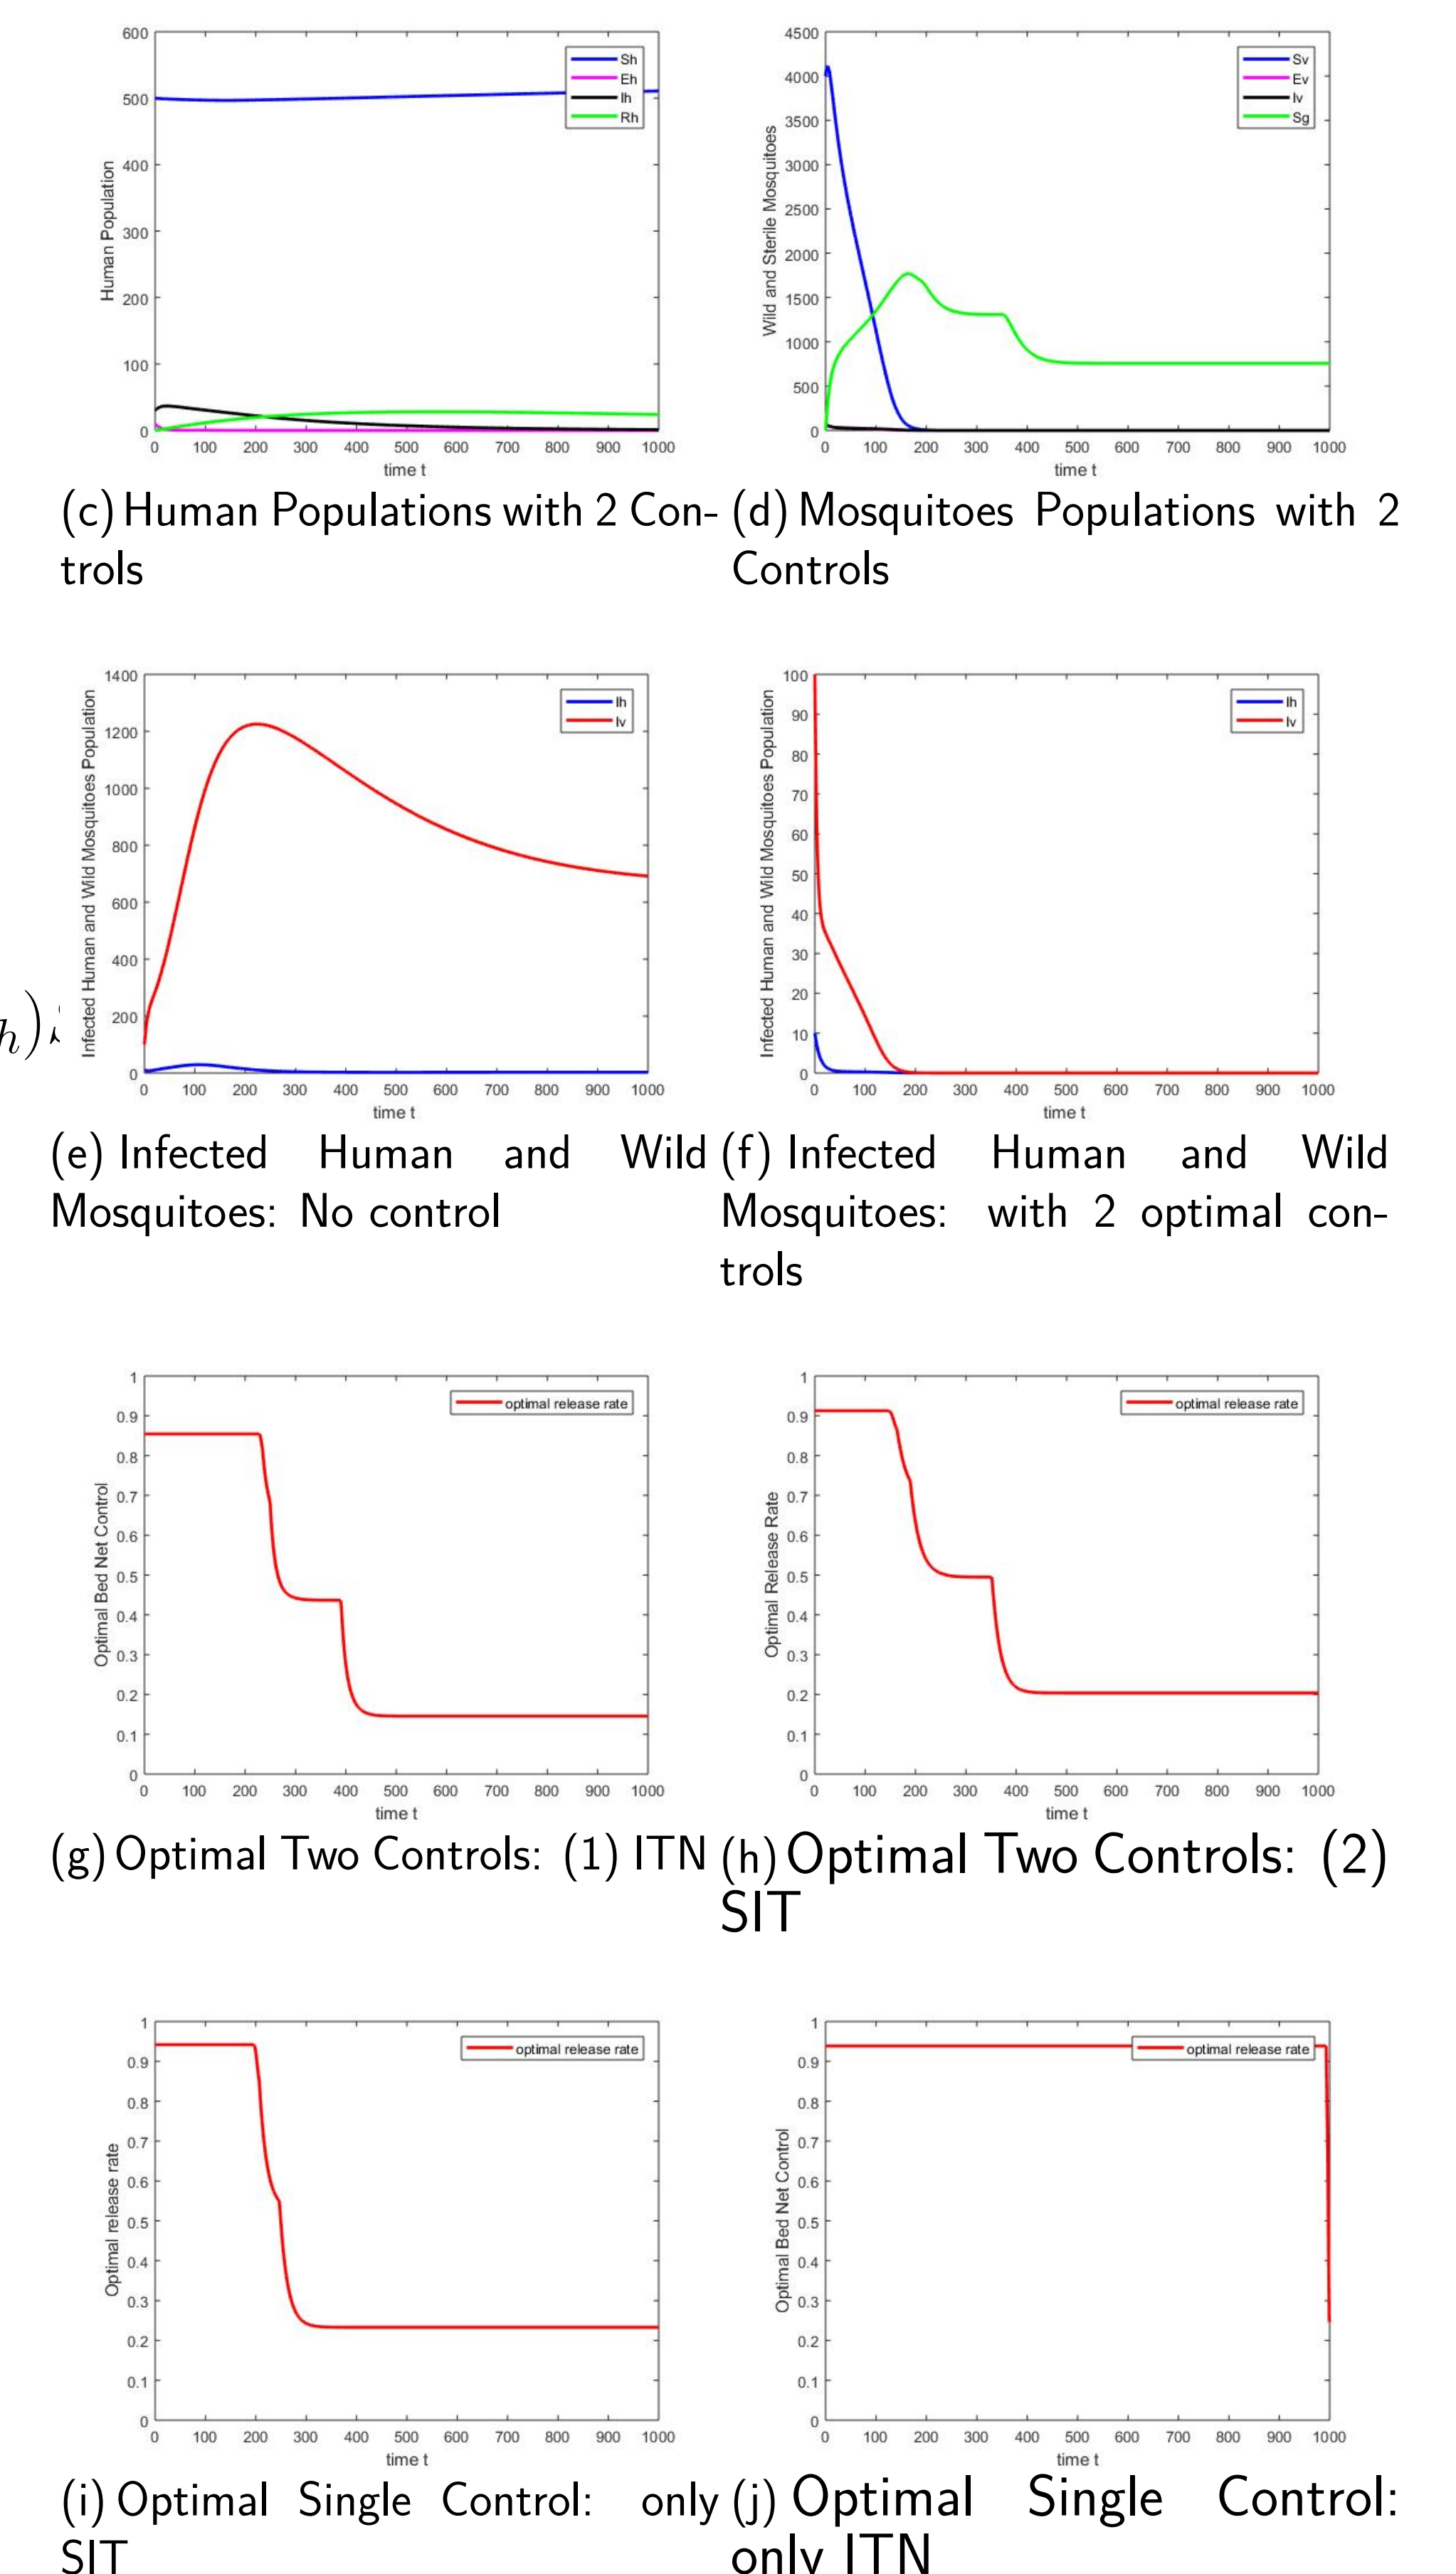 600
500
400
300
200
100
0
0 100 200 300 400 500 600 700 800 900 1000
time t
Human Population
Sh
Eh
Ih
Rh
4500
4000
3500
3000
2500
2000
1500
1000
500
0
0 100 200 300 400 500 600 700 800 900 1000
time t
Wild and Sterile Mosquitoes
Sv
Ev
Iv
Sg
(c) Human Populations with 2 Con-
trols
(d) Mosquitoes Populations with 2
Controls
1400
1200
1000
800
600
400
200
0
0 100 200 300 400 500 600 700 800 900 1000
time t
Infected Human and Wild Mosquitoes Population
Ih
Iv
100
90
80
70
60
50
40
30
20
10
0
0 100 200 300 400 500 600 700 800 900 1000
time t
Infected Human and Wild Mosquitoes Population
Ih
Iv
h)
(e) Infected Human and Wild
Mosquitoes: No control
(f) Infected Human and Wild
Mosquitoes: with 2 optimal con-
trols
1
0.9
0.8
0.7
0.6
0.5
0.4
0.3
0.2
0.1
0
0 100 200 300 400 500 600 700 800 900 1000
time t
Optimal Bed Net Control
optimal release rate
1
0.9
0.8
0.7
0.6
0.5
0.4
0.3
0.2
0.1
0
0 100 200 300 400 500 600 700 800 900 1000
time t
Optimal Release Rate
optimal release rate
(g) Optimal Two Controls: (1) ITN
(h) Optimal Two Controls: (2)
SIT
1
0.9
0.8
0.7
0.6
0.5
0.4
0.3
0.2
0.1
0
0 100 200 300 400 500 600 700 800 900 1000
time t
Optimal release rate
optimal release rate
1
0.9
0.8
0.7
0.6
0.5
0.4
0.3
0.2
0.1
0
0 100 200 300 400 500 600 700 800 900 1000
time t
Optimal Bed Net Control
optimal release rate
(i) Optimal Single Control: only
SIT
(j) Optimal Single Control:
only ITN